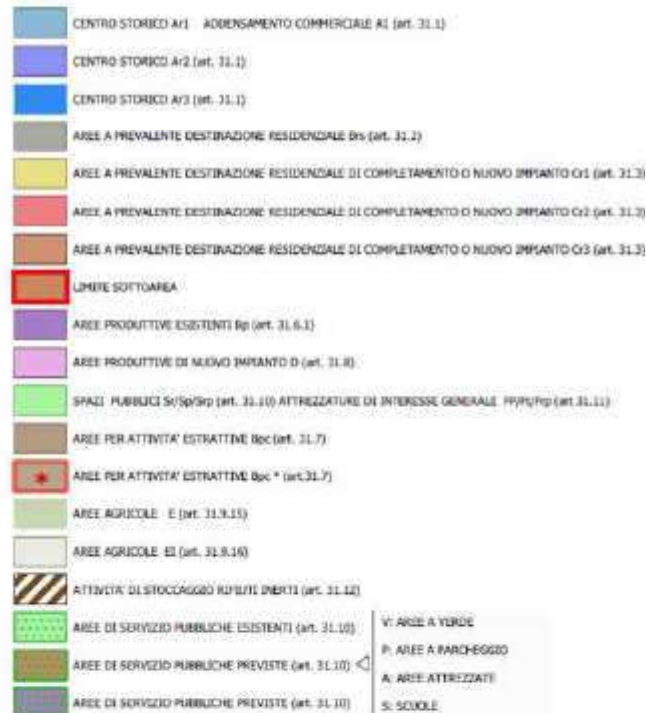 CENTRO STORICO Ar1 ADDENSAMENTO COMMERCIALE A1 (art. 31.1)
CENTRO STORICO Ar2 (art. 31.1)
CENTRO STORICO Ar3 (art. 31.1)
AREE A PREVALENTE DESTINAZIONE RESIDENZIALE Brs (art. 31.2)
AREE A PREVALENTE DESTINAZIONE RESIDENZIALE DI COMPLETAMENTO O NUOVO IMPIANTO Cr1 (art. 31.3)
AREE A PREVALENTE DESTINAZIONE RESIDENZIALE DI COMPLETAMENTO O NUOVO IMPIANTO Cr2 (art. 31.3)
AREE A PREVALENTE DESTINAZIONE RESIDENZIALE DI COMPLETAMENTO O NUOVO IMPIANTO Cr3 (art. 31.3)
LIMITE SOTTOAREA
AREE PRODUTTIVE ESISTENTI Bp (art. 31.6.1)
AREE PRODUTTIVE DI NUOVO IMPIANTO D (art. 31.8)
SPAZI PUBBLICI Sr/Sp/Srp (art. 31.10) ATTREZZATURE DI INTERESSE GENERALE (art 31.11)
AREE PER ATTIVITA' ESTRATTIVE Bpc (art. 31.7)
* AREE PER ATTIVITA' ESTRATTIVE Bpc * (art.31.7)
AREE AGRICOLE E (art. 31.9.15)
AREE AGRICOLE EI (art. 31.9.16)
ATTIVITA' DI STOCCAGGIO RIFIUTI INERTI (art. 31.12)
AREE DI SERVIZIO PUBBLICHE ESISTENTI (art. 31.10)
AREE DI SERVIZIO PUBBLICHE PREVISTE (art. 31.10)
AREE DI SERVIZIO PUBBLICHE PREVISTE (art. 31.10)
V: AREE A VERDE
P: AREE A PARCHEGGIO
A: AREE ATTREZZATE
S: SCUOLE